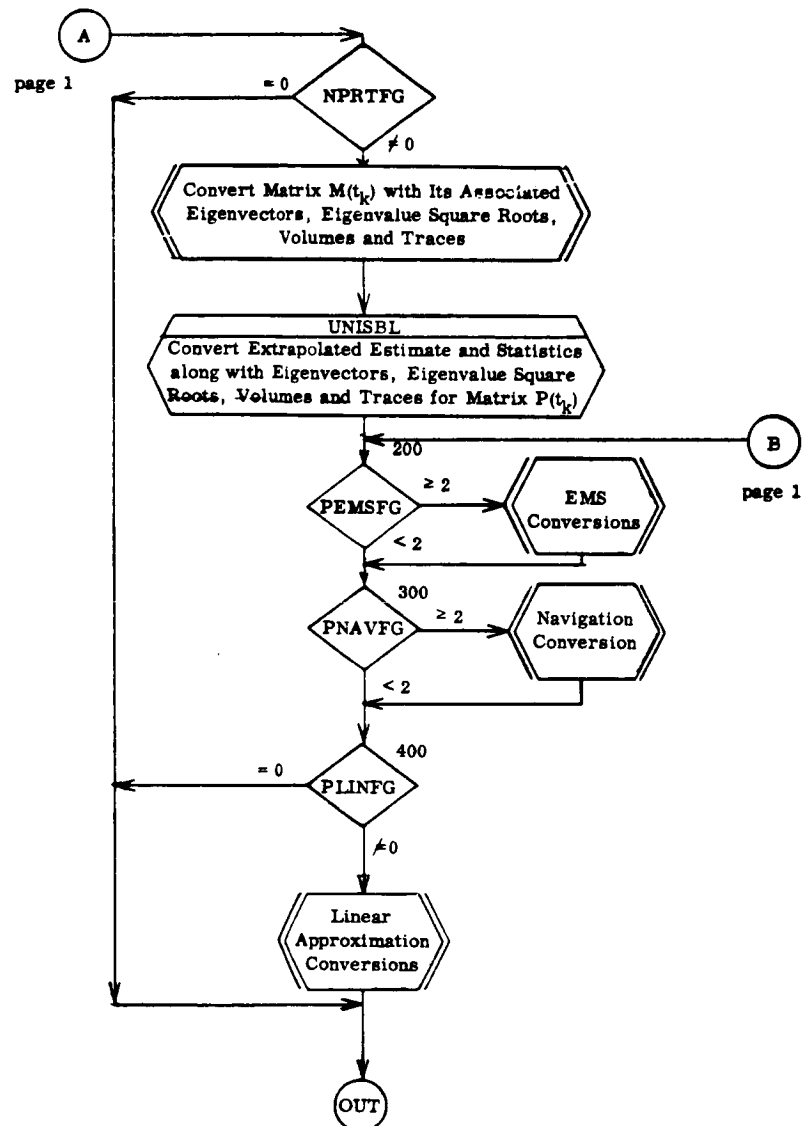 A
page 1
= 0
NPRTFG
≠ 0
Convert Matrix M(t_k) with Its Associated
Eigenvectors, Eigenvalue Square Roots,
Volumes and Traces
UNISBL
Convert Extrapolated Estimate and Statistics
along with Eigenvectors, Eigenvalue Square
Roots, Volumes and Traces for Matrix P(t_k)
200
B
page 1
PEMSFG
≥ 2
EMS
Conversions
< 2
300
PNAVFG
≥ 2
Navigation
Conversion
< 2
400
= 0
PLINFG
≠0
Linear
Approximation
Conversions
OUT